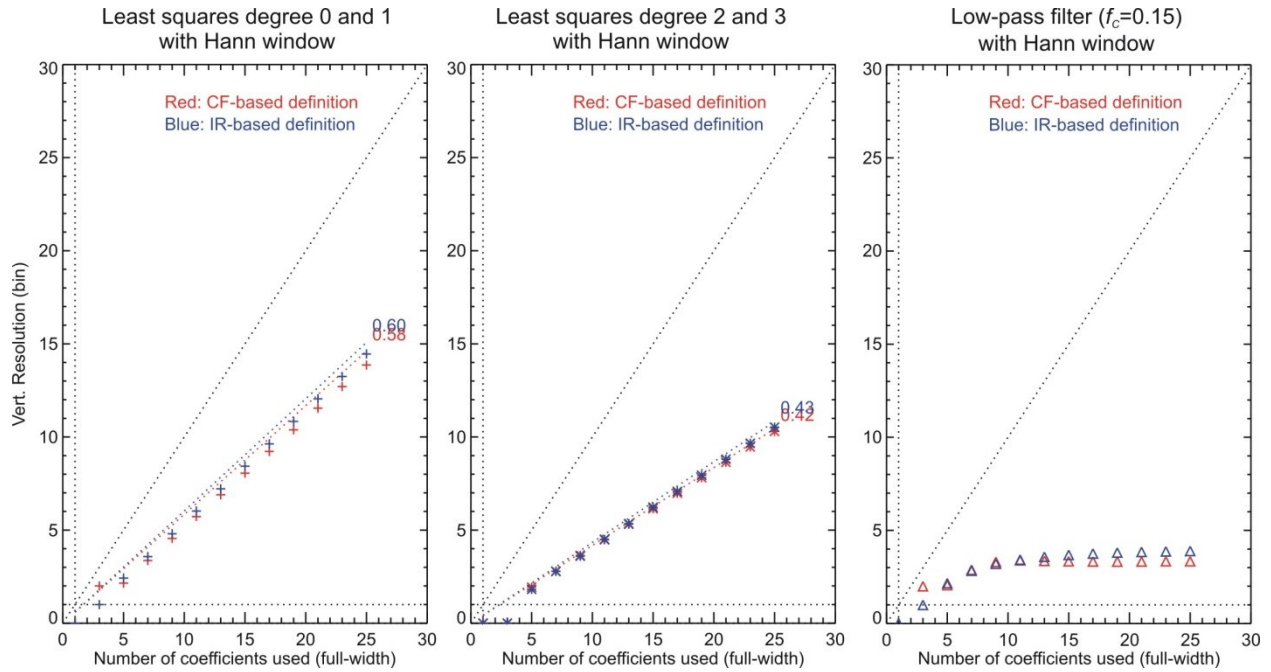 Least squares degree 0 and 1
with Hann window
30
25
20
15
10
5
0
Vert. Resolution (bin)
Red: CF-based definition
Blue: IR-based definition
0.60
0.58
0 5 10 15 20 25 30
Number of coefficients used (full-width)
Least squares degree 2 and 3
with Hann window
30
25
20
15
10
5
0
Red: CF-based definition
Blue: IR-based definition
0.43
0.42
0 5 10 15 20 25 30
Number of coefficients used (full-width)
Low-pass filter (fc=0.15)
with Hann window
30
25
20
15
10
5
0
Red: CF-based definition
Blue: IR-based definition
0 5 10 15 20 25 30
Number of coefficients used (full-width)